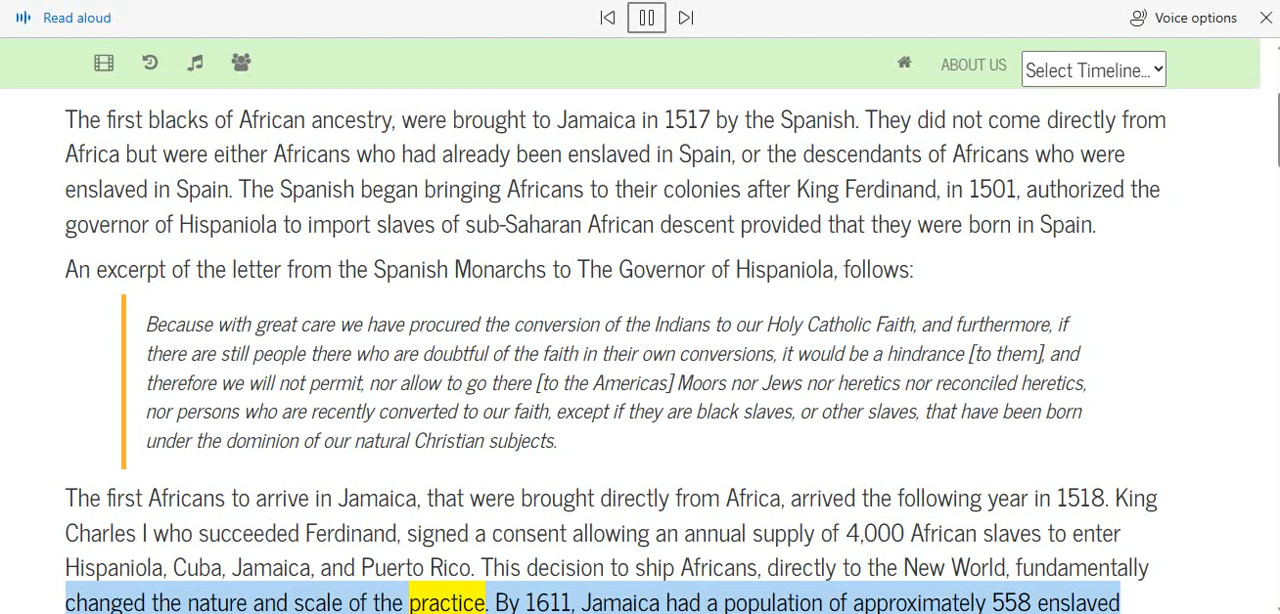 Read aloud
Voice options
ABOUT US
Select Timeline...
The first blacks of African ancestry, were brought to Jamaica in 1517 by the Spanish. They did not come directly from
Africa but were either Africans who had already been enslaved in Spain, or the descendants of Africans who were
enslaved in Spain. The Spanish began bringing Africans to their colonies after King Ferdinand, in 1501, authorized the
governor of Hispaniola to import slaves of sub-Saharan African descent provided that they were born in Spain.
An excerpt of the letter from the Spanish Monarchs to The Governor of Hispaniola, follows:
Because with great care we have procured the conversion of the Indians to our Holy Catholic Faith, and furthermore, if
there are still people there who are doubtful of the faith in their own conversions, it would be a hindrance [to them], and
therefore we will not permit, nor allow to go there [to the Americas] Moors nor Jews nor heretics nor reconciled heretics,
nor persons who are recently converted to our faith, except if they are black slaves, or other slaves, that have been born
under the dominion of our natural Christian subjects.
The first Africans to arrive in Jamaica, that were brought directly from Africa, arrived the following year in 1518. King
Charles I who succeeded Ferdinand, signed a consent allowing an annual supply of 4,000 African slaves to enter
Hispaniola, Cuba, Jamaica, and Puerto Rico. This decision to ship Africans, directly to the New World, fundamentally
changed the nature and scale of the practice. By 1611, Jamaica had a population of approximately 558 enslaved